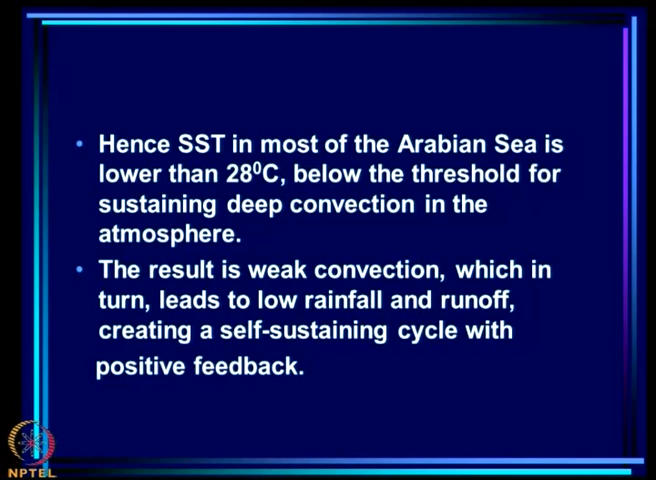 • Hence SST in most of the Arabian Sea is
lower than 28⁰C, below the threshold for
sustaining deep convection in the
atmosphere.
• The result is weak convection, which in
turn, leads to low rainfall and runoff,
creating a self-sustaining cycle with
positive feedback.
NPTEL